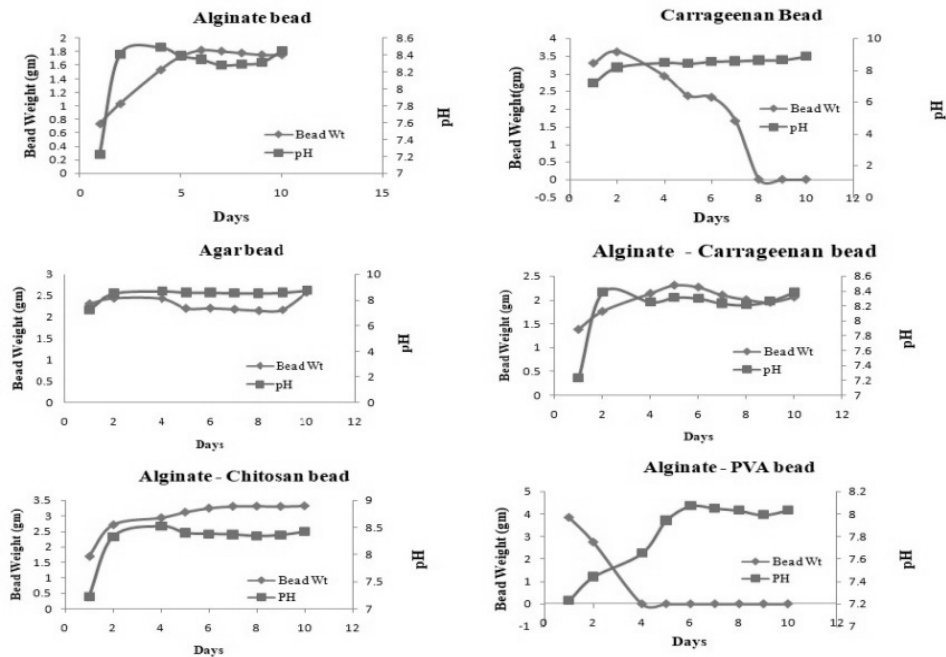 Alginate bead
Bead Weight (gm)
2
1.8
1.6
1.4
1.2
1
0.8
0.6
0.4
0.2
0
8.6
8.4
8.2
8
7.8
7.6
7.4
7.2
7
pH
Bead Wt
pH
0 5 10 15
Days
Carrageenan Bead
Bead Weight(gm)
4
3.5
3
2.5
2
1.5
1
0.5
0
-0.5
10
8
6
4
2
0
pH
Bead Wt
pH
0 2 4 6 8 10 12
Days
Agar bead
Bead Weight (gm)
3
2.5
2
1.5
1
0.5
0
10
8
6
4
2
0
pH
Bead Wt
pH
0 2 4 6 8 10 12
Days
Alginate - Carrageenan bead
Bead Weight (gm)
2.5
2
1.5
1
0.5
0
8.6
8.4
8.2
8
7.8
7.6
7.4
7.2
7
pH
Bead Wt
pH
0 2 4 6 8 10 12
Days
Alginate - Chitosan bead
Bead Weight (gm)
3.5
3
2.5
2
1.5
1
0.5
0
9
8.5
8
7.5
7
pH
Bead Wt
PH
0 2 4 6 8 10 12
Days
Alginate - PVA bead
Bead Weight (gm)
5
4
3
2
1
0
-1
8.2
8
7.8
7.6
7.4
7.2
7
pH
Bead Wt
PH
0 2 4 6 8 10 12
Days